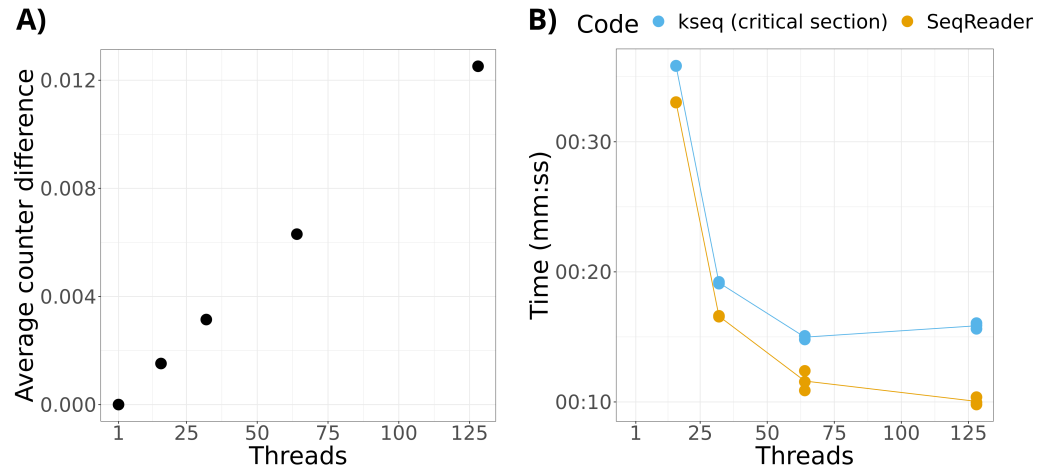 A)
Average counter difference
0.012
0.008
0.004
0.000
1 25 50 75 100 125
Threads
B)
Code kseq (critical section) SeqReader
Time (mm:ss)
00:30
00:20
00:10
1 25 50 75 100 125
Threads